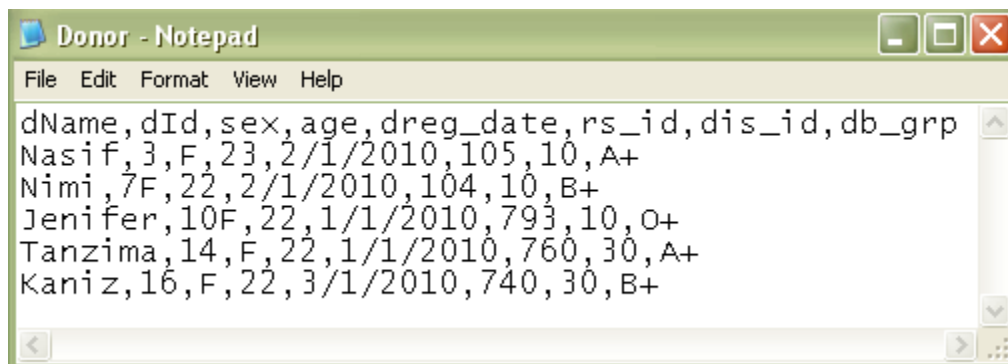 Donor - Notepad
File Edit Format View Help
dName,dId,sex,age,dreg_date,rs_id,dis_id,db_grp
Nasif,3,F,23,2/1/2010,105,10,A+
Nimi,7F,22,2/1/2010,104,10,B+
Jenifer,10F,22,1/1/2010,793,10,O+
Tanzima,14,F,22,1/1/2010,760,30,A+
Kaniz,16,F,22,3/1/2010,740,30,B+